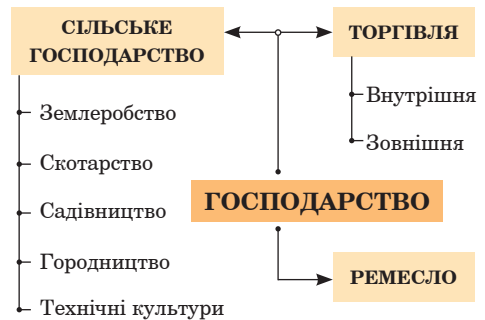 СІЛЬСЬКЕ
ГОСПОДАРСТВО
Землеробство
Скотарство
Садівництво
Городництво
Технічні культури
ТОРГІВЛЯ
Внутрішня
Зовнішня
ГОСПОДАРСТВО
РЕМЕСЛО